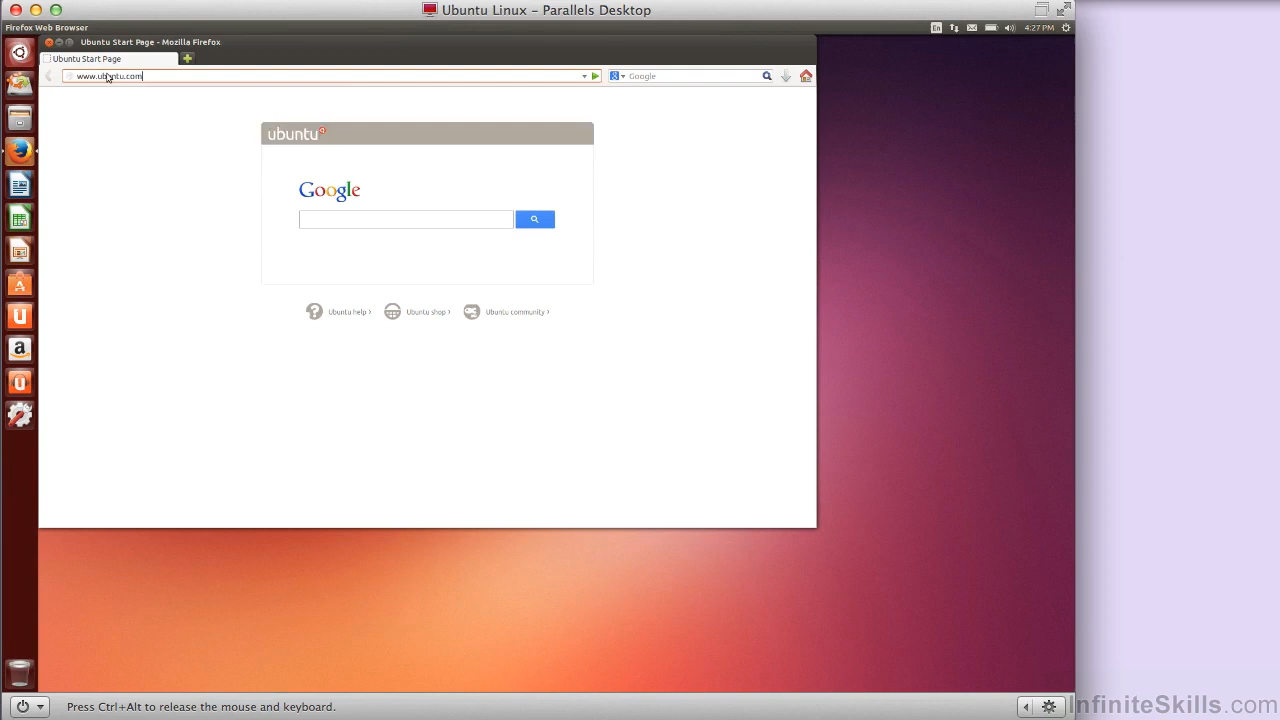 Ubuntu Linux – Parallels Desktop
Firefox Web Browser
En
4:27 PM
Ubuntu Start Page - Mozilla Firefox
Ubuntu Start Page
www.ubuntu.com
Google
ubuntu
Google
Ubuntu help ›
Ubuntu shop ›
Ubuntu community ›
Press Ctrl+Alt to release the mouse and keyboard.
InfiniteSkills.com